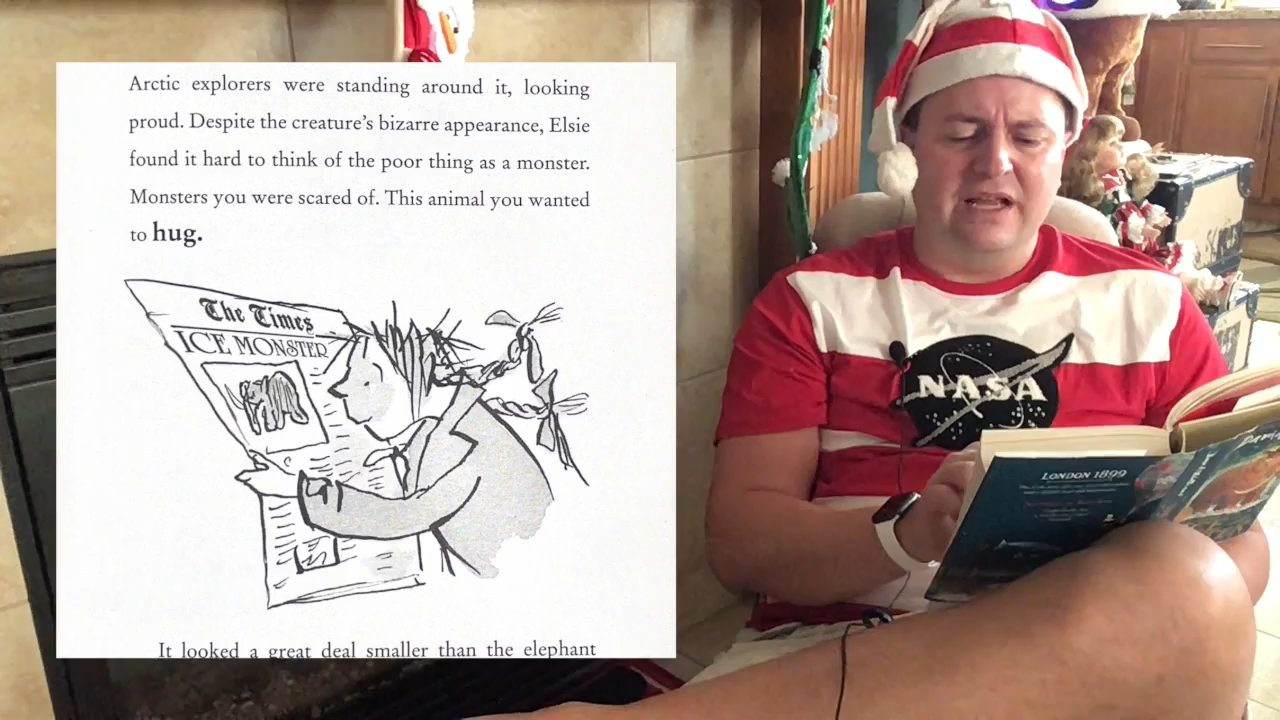 Arctic explorers were standing around it, looking
proud. Despite the creature's bizarre appearance, Elsie
found it hard to think of the poor thing as a monster.
Monsters you were scared of. This animal you wanted
to hug.
The Times
ICE MONSTER
It looked a great deal smaller than the elephant
NASA
LONDON 1899